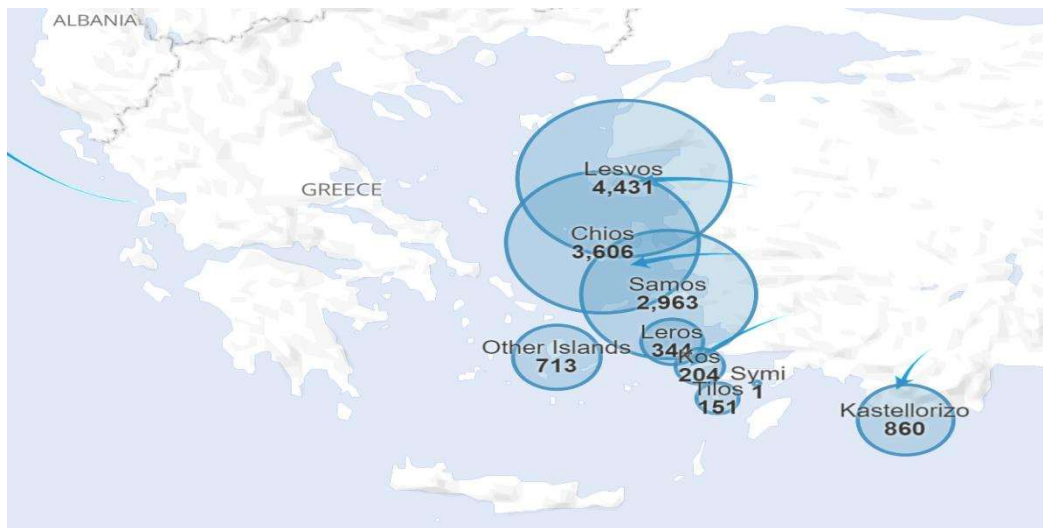 ALBANIA
Lesvos
4,431
GREECE
Chios
3,606
Samos
2,963
Leros
344
Other Islands
713
Kos
204
Symi
1
Tilos
151
Kastellorizo
860